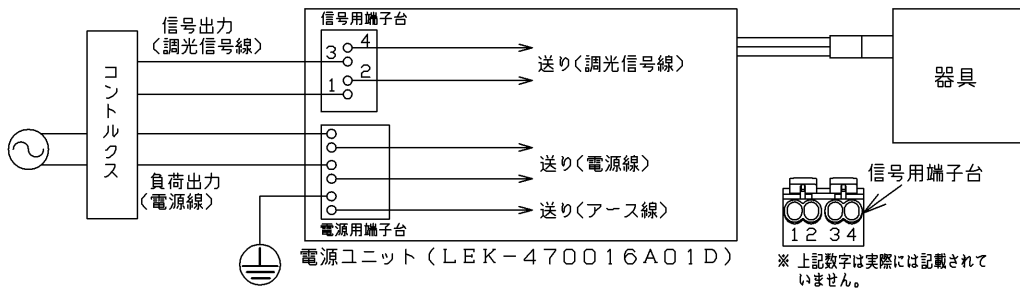 信号出力
(調光信号線)
コントルクス
負荷出力
(電源線)
信号用端子台
4
3
2
1
送り(調光信号線)
送り(電源線)
送り(アース線)
電源用端子台
電源ユニット(LEK-470016A01D)
器具
信号用端子台
1 2 3 4
※ 上記数字は実際には記載されて
いません。